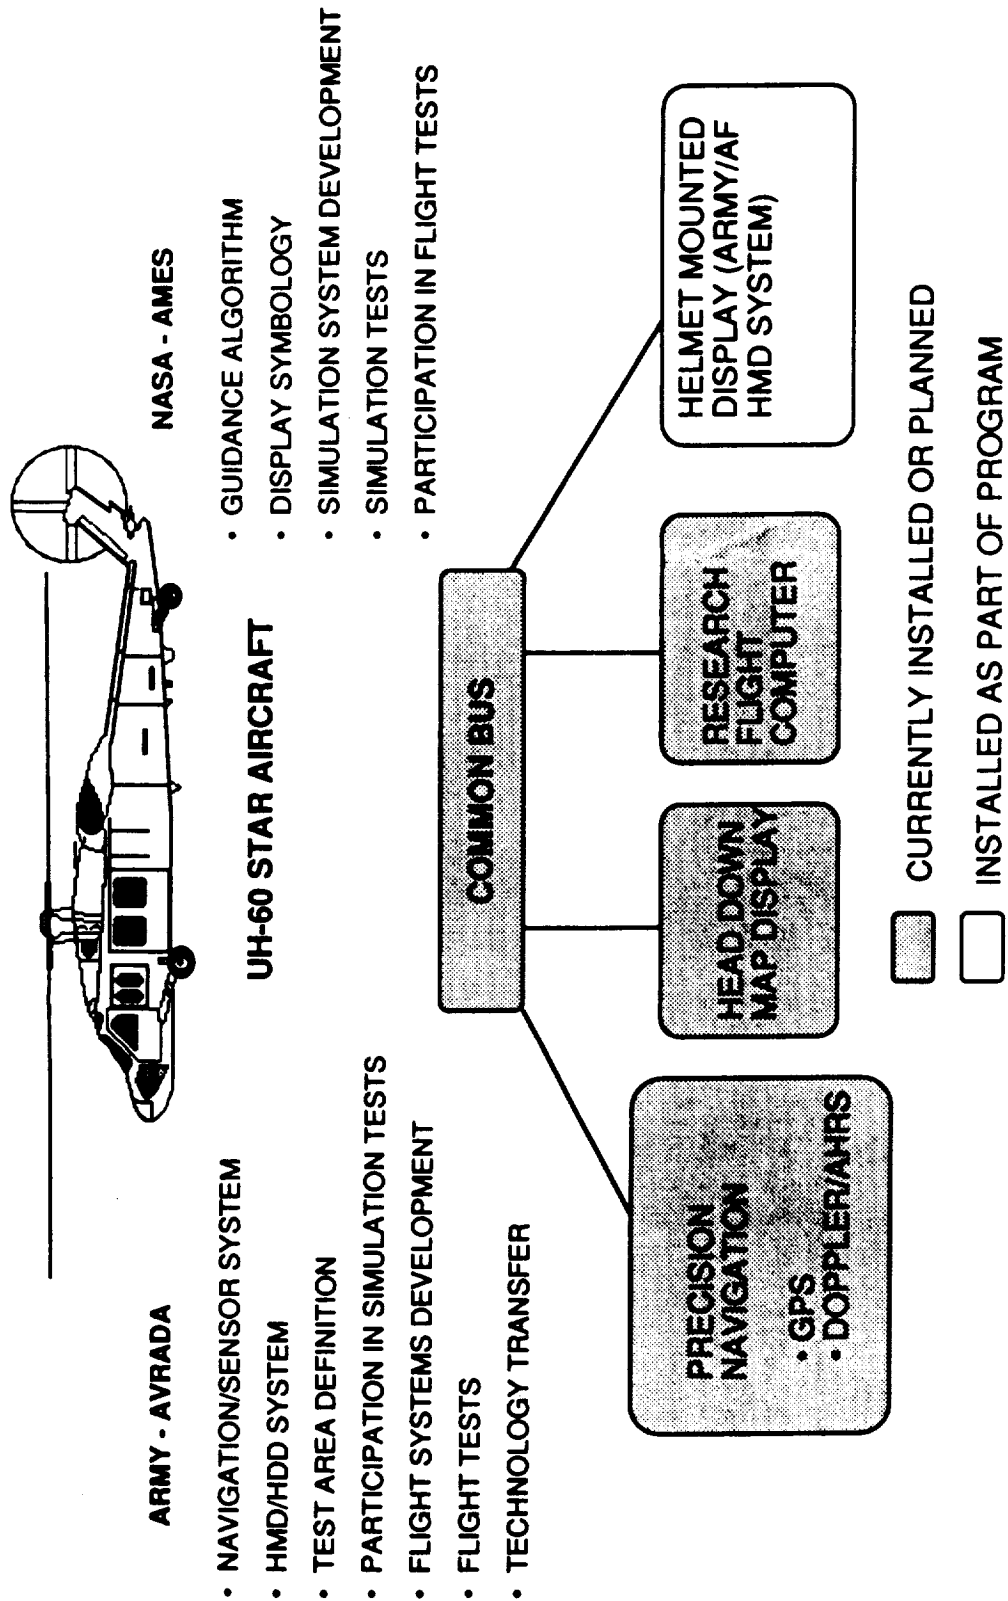 ARMY - AVRADA
• NAVIGATION/SENSOR SYSTEM
• HMD/HDD SYSTEM
• TEST AREA DEFINITION
• PARTICIPATION IN SIMULATION TESTS
• FLIGHT SYSTEMS DEVELOPMENT
• FLIGHT TESTS
• TECHNOLOGY TRANSFER
UH-60 STAR AIRCRAFT
NASA - AMES
• GUIDANCE ALGORITHM
• DISPLAY SYMBOLOGY
• SIMULATION SYSTEM DEVELOPMENT
• SIMULATION TESTS
• PARTICIPATION IN FLIGHT TESTS
COMMON BUS
PRECISION
NAVIGATION
• GPS
• DOPPLER/AHRS
HEAD DOWN
MAP DISPLAY
RESEARCH
FLIGHT
COMPUTER
HELMET MOUNTED
DISPLAY (ARMY/AF
HMD SYSTEM)
CURRENTLY INSTALLED OR PLANNED
INSTALLED AS PART OF PROGRAM